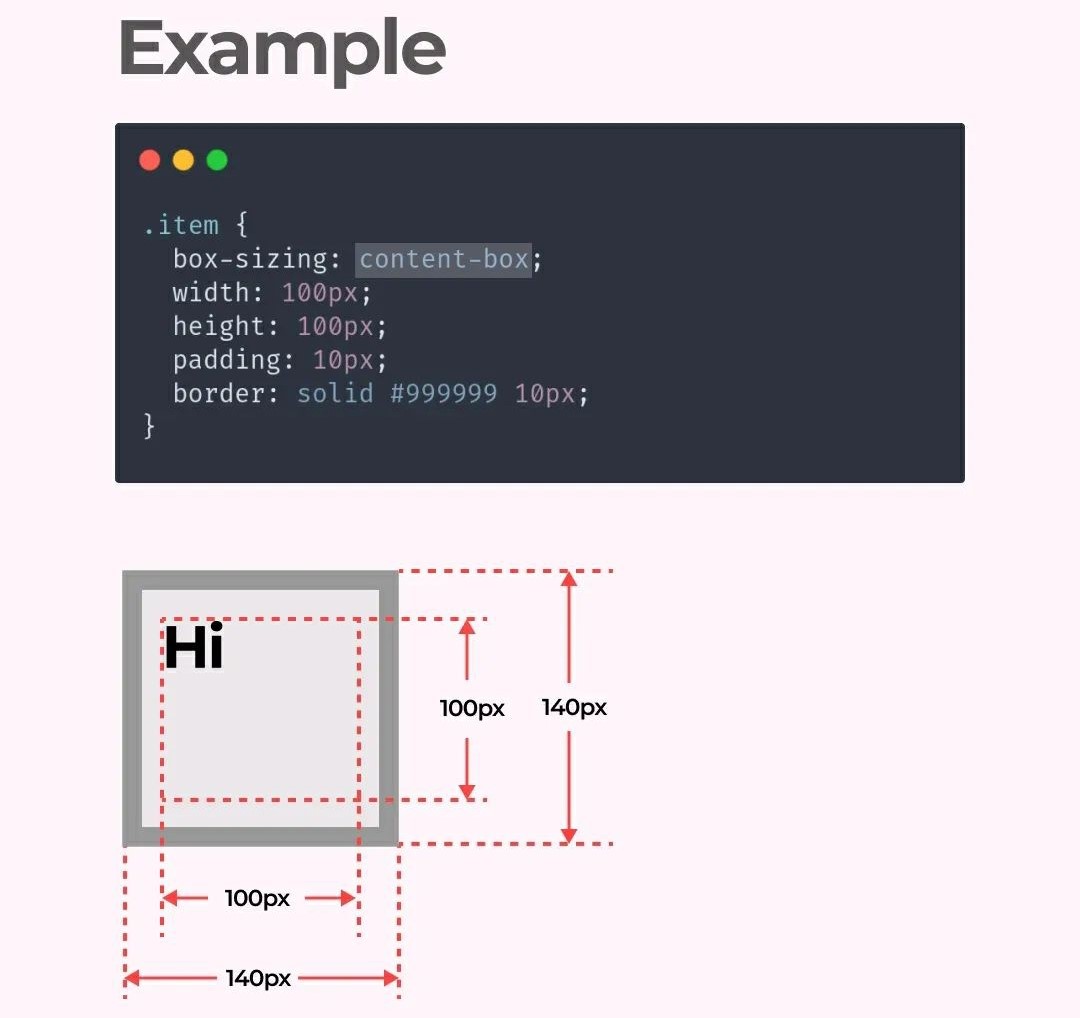 Example
.item {
box-sizing: content-box;
width: 100px;
height: 100px;
padding: 10px;
border: solid #999999 10px;
}
Hi
100px 140px
100px
140px